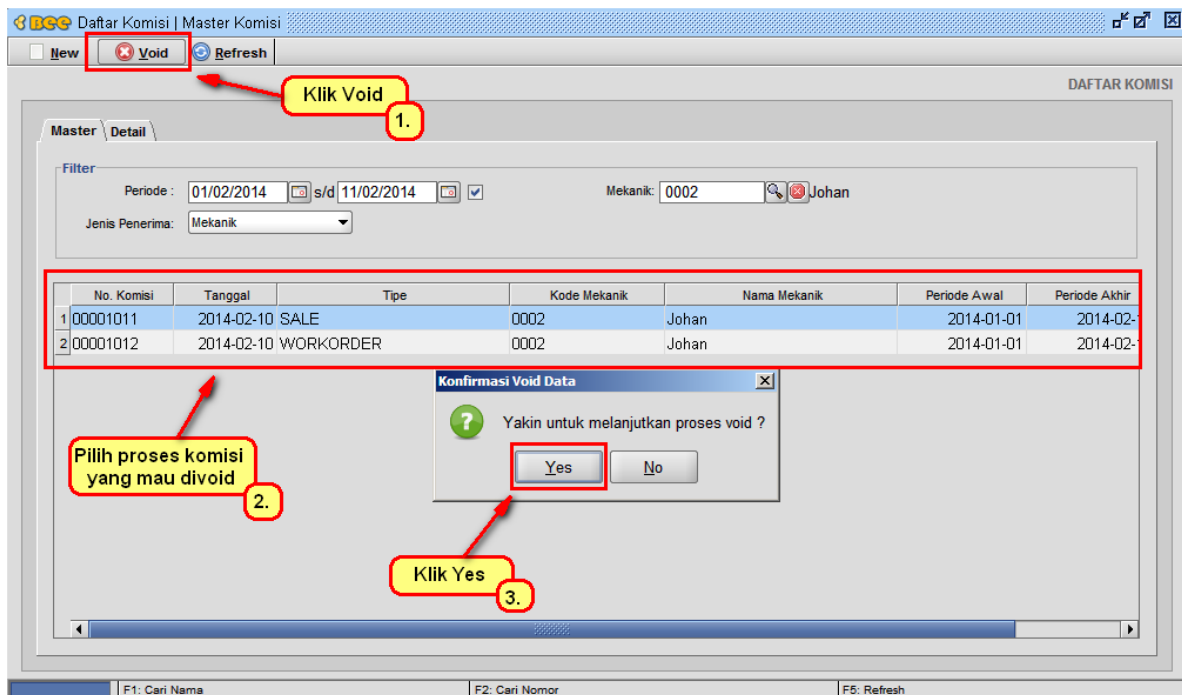 Bee Daftar Komisi | Master Komisi
New Void Refresh
DAFTAR KOMISI
Klik Void
1.
Master Detail
Filter
Periode : 01/02/2014 s/d 11/02/2014 Mekanik: 0002 Johan
Jenis Penerima: Mekanik
No. Komisi Tanggal Tipe Kode Mekanik Nama Mekanik Periode Awal Periode Akhir
1 00001011 2014-02-10 SALE 0002 Johan 2014-01-01 2014-02-
2 00001012 2014-02-10 WORKORDER 0002 Johan 2014-01-01 2014-02-
Konfirmasi Void Data
Yakin untuk melanjutkan proses void ?
Yes No
Pilih proses komisi
yang mau divoid
2.
Klik Yes
3.
F1: Cari Nama F2: Cari Nomor F5: Refresh